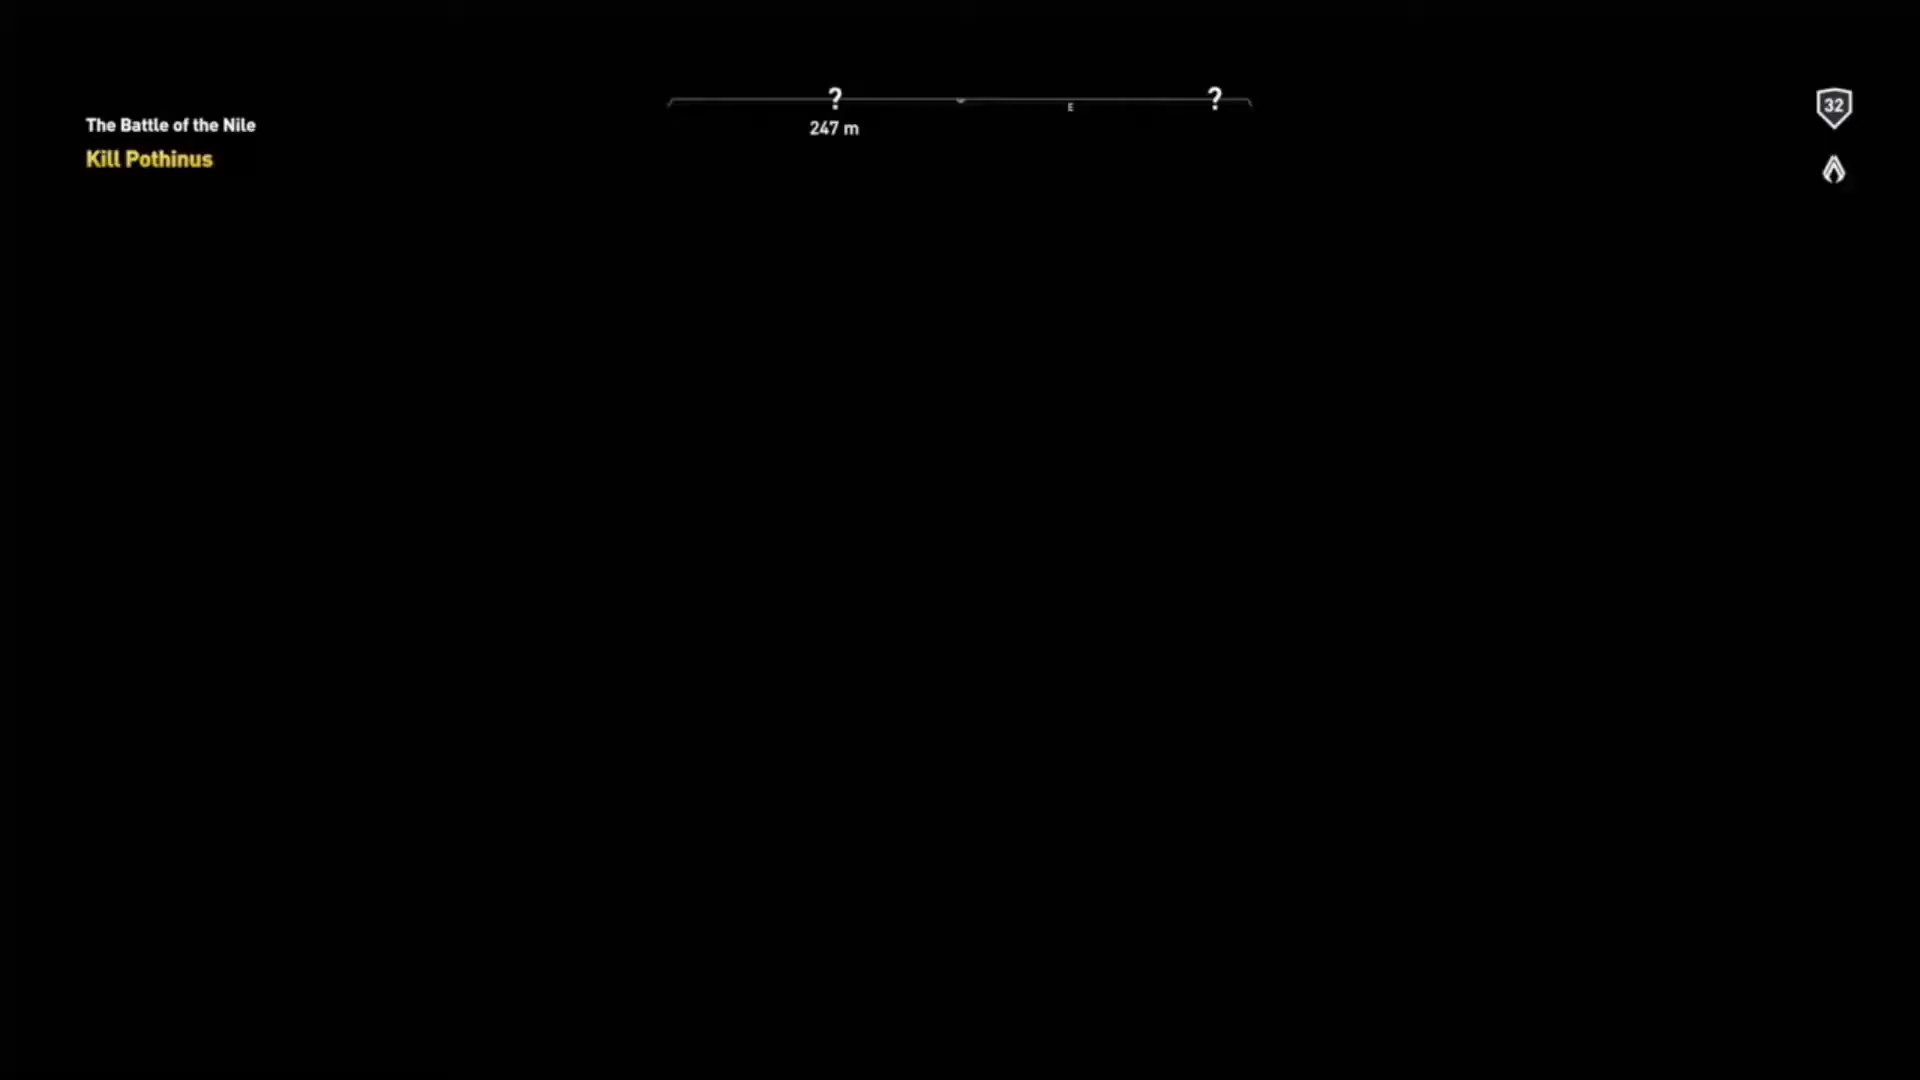 The Battle of the Nile
Kill Pothinus
? ?
E
247 m
32